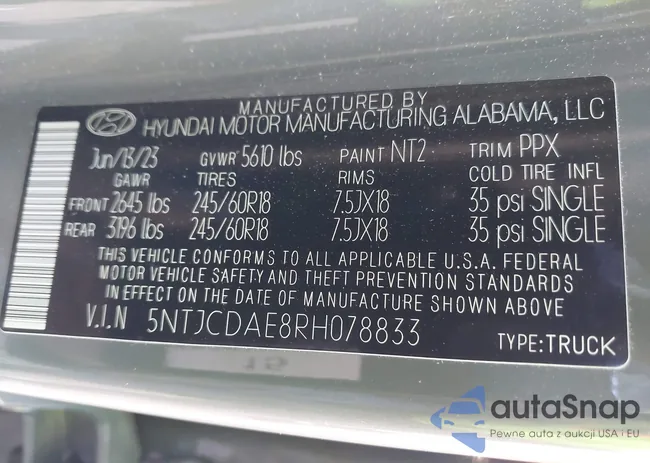 MANUFACTURED BY
HYUNDAI MOTOR MANUFACTURING ALABAMA, LLC
Jun/13/23 GVWR 5610 lbs PAINT NT2 TRIM PPX
GAWR TIRES RIMS COLD TIRE INFL
FRONT 2645 lbs 245/60R18 7.5JX18 35 psi SINGLE
REAR 3196 lbs 245/60R18 7.5JX18 35 psi SINGLE
THIS VEHICLE CONFORMS TO ALL APPLICABLE U.S.A. FEDERAL
MOTOR VEHICLE SAFETY AND THEFT PREVENTION STANDARDS
IN EFFECT ON THE DATE OF MANUFACTURE SHOWN ABOVE
V.I.N 5NTJCDAE8RH078833
TYPE:TRUCK
autaSnap
Pewne auta z aukcji USA i EU